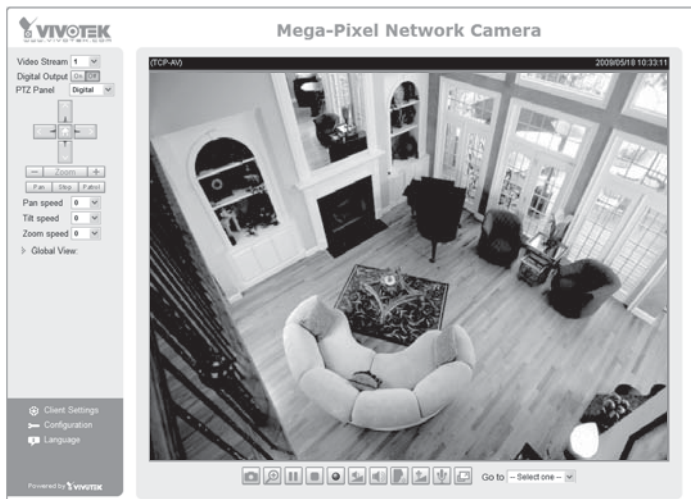 VIVOTEK
www.vivotek.com
Mega-Pixel Network Camera
Video Stream 1
Digital Output On Off
PTZ Panel Digital
Zoom
Pan Stop Patrol
Pan speed 0
Tilt speed 0
Zoom speed 0
Global View:
Client Settings
Configuration
Language
Powered by VIVOTEK
(TCP-AV) 2009/05/18 10:33:11
Go to -- Select one --